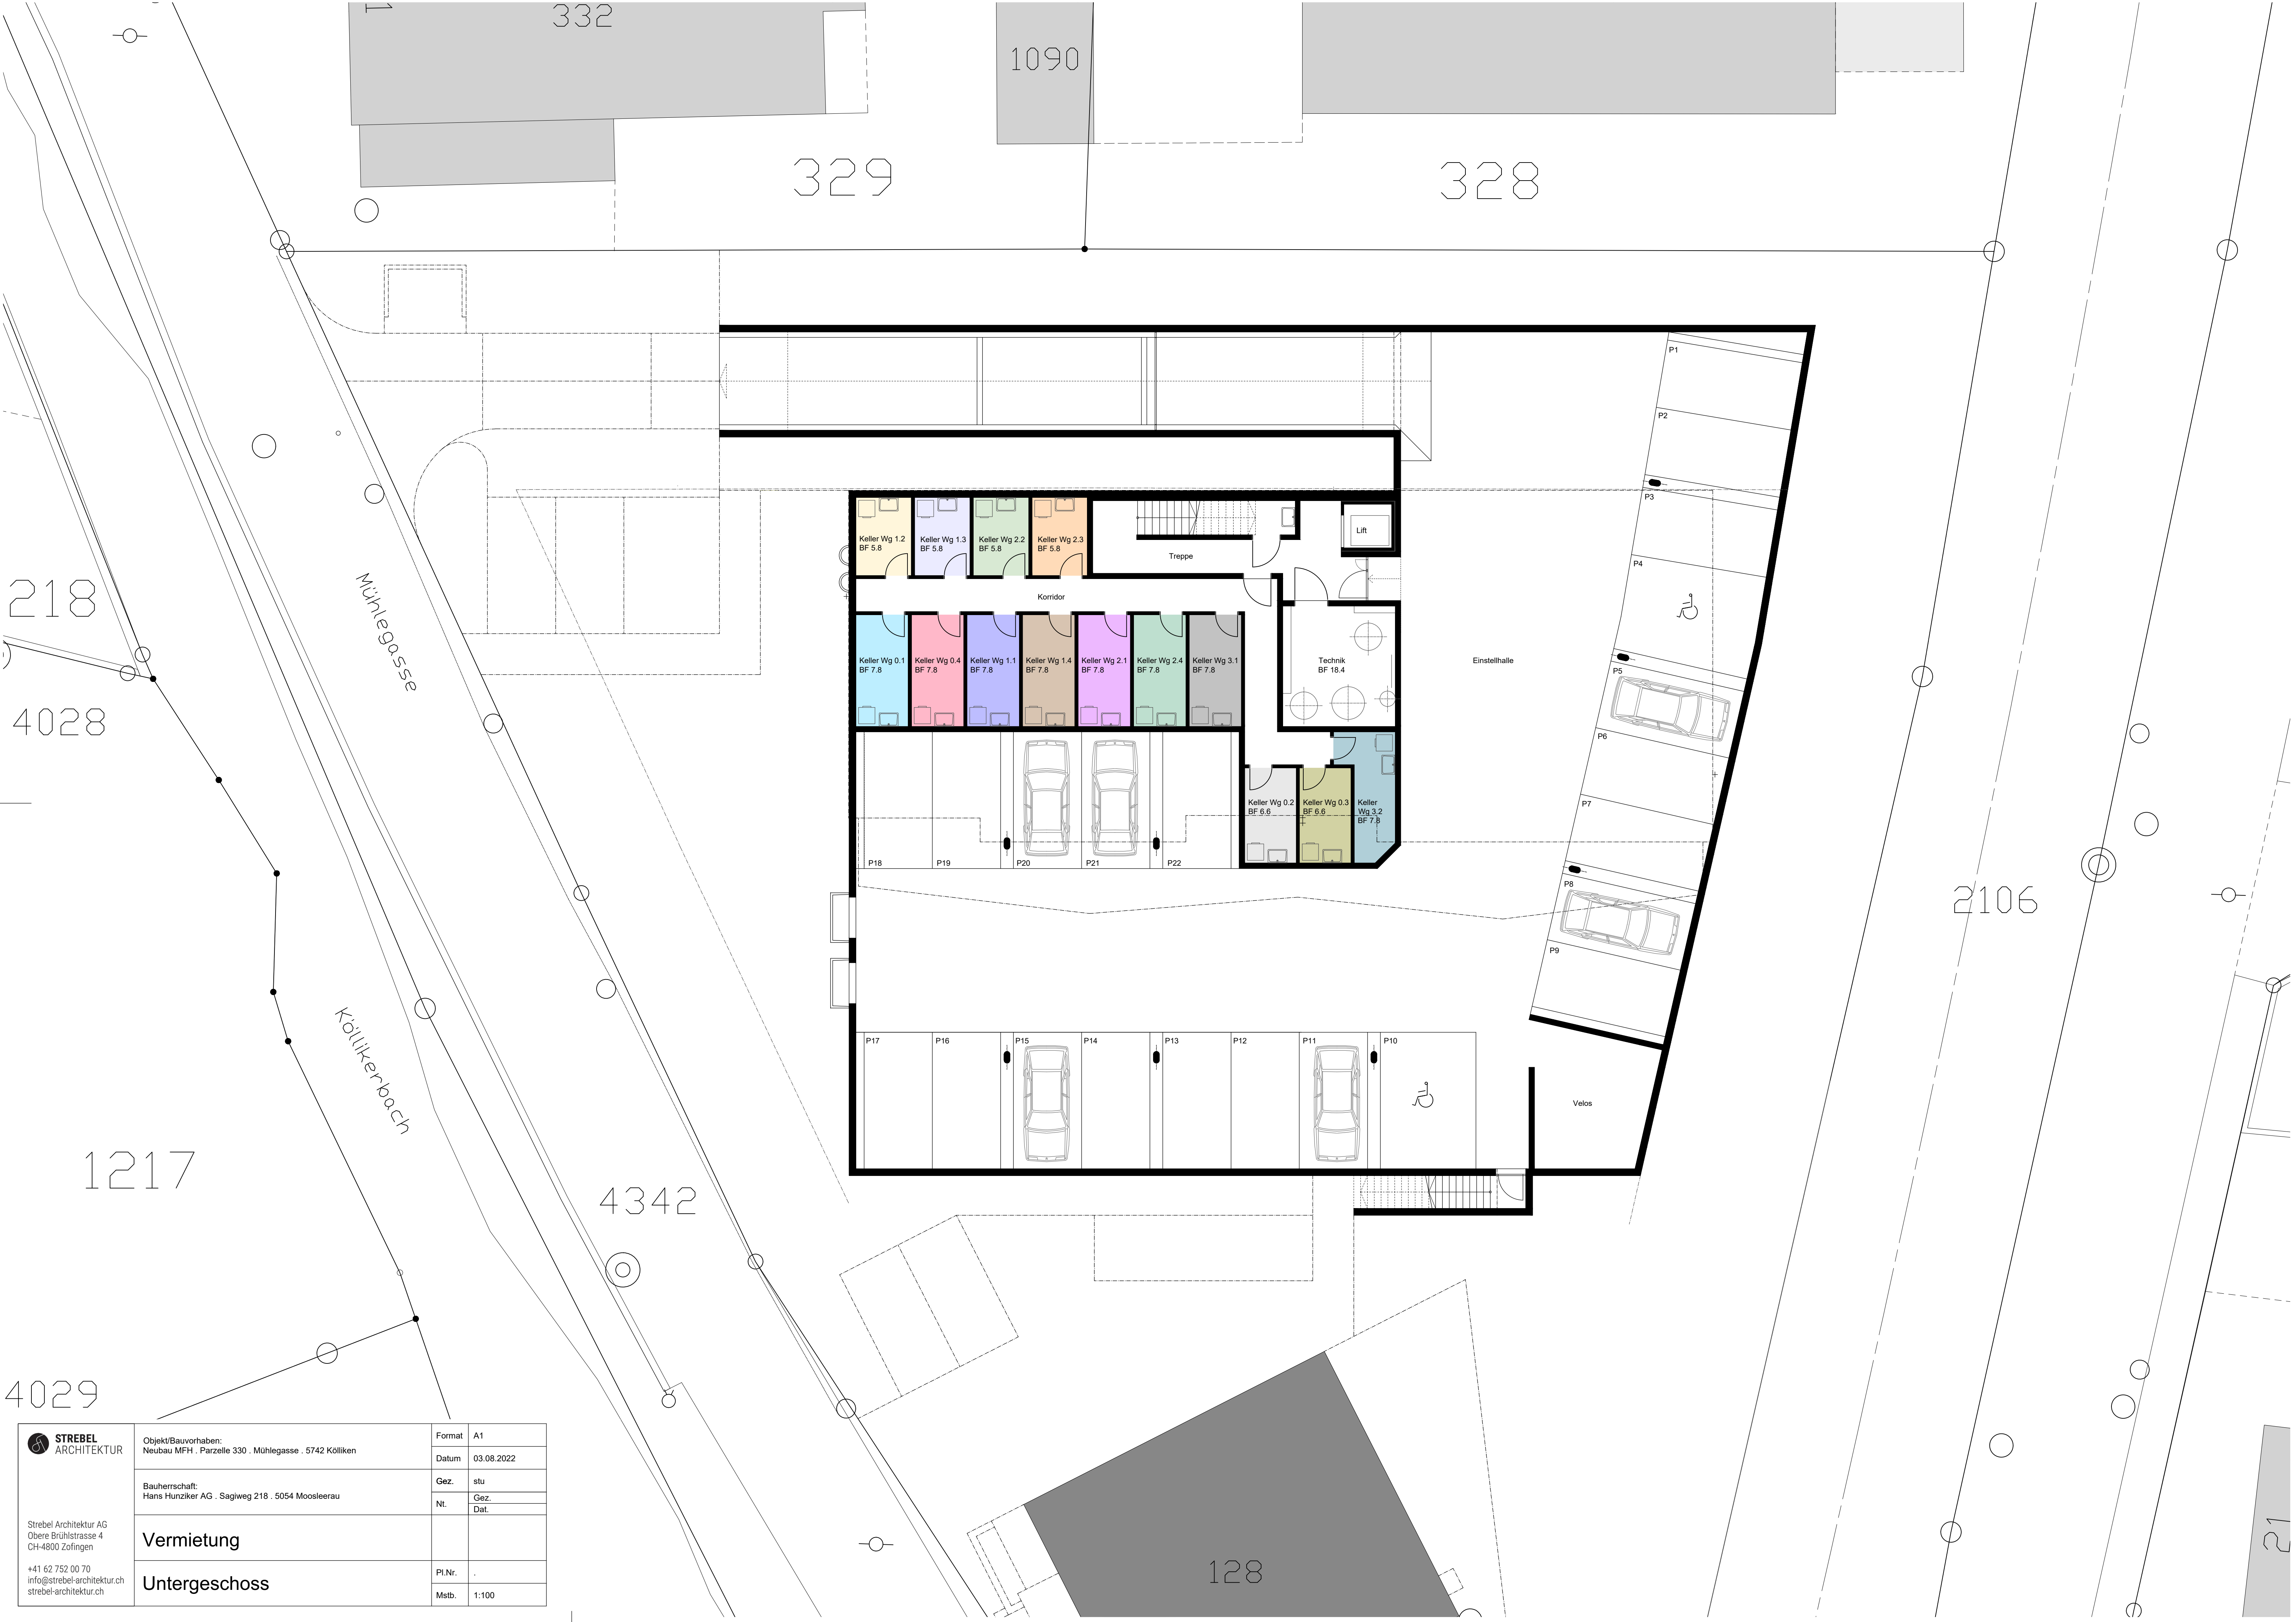 1
332
1090
329
328
P1
P2
P3
P4
P5
P6
P7
P8
P9
Keller Wg 1.2
BF 5.8
Keller Wg 1.3
BF 5.8
Keller Wg 2.2
BF 5.8
Keller Wg 2.3
BF 5.8
Treppe
Lift
Korridor
Keller Wg 0.1
BF 7.8
Keller Wg 0.4
BF 7.8
Keller Wg 1.1
BF 7.8
Keller Wg 1.4
BF 7.8
Keller Wg 2.1
BF 7.8
Keller Wg 2.4
BF 7.8
Keller Wg 3.1
BF 7.8
Technik
BF 18.4
Einstellhalle
Keller Wg 0.2
BF 6.6
Keller Wg 0.3
BF 6.6
Keller
Wg 3.2
BF 7.8
P18
P19
P20
P21
P22
P17
P16
P15
P14
P13
P12
P11
P10
Velos
218
4028
Mühlegasse
Köllikerbach
1217
4342
4029
2106
128
21
STREBEL
ARCHITEKTUR
Strebel Architektur AG
Obere Brühlstrasse 4
CH-4800 Zofingen
+41 62 752 00 70
info@strebel-architektur.ch
strebel-architektur.ch
Objekt/Bauvorhaben:
Neubau MFH . Parzelle 330 . Mühlegasse . 5742 Kölliken
Bauherrschaft:
Hans Hunziker AG . Sagiweg 218 . 5054 Moosleerau
Vermietung
Untergeschoss
Format A1
Datum 03.08.2022
Gez. stu
Nt. Gez.
Dat.
Pl.Nr. .
Mstb. 1:100